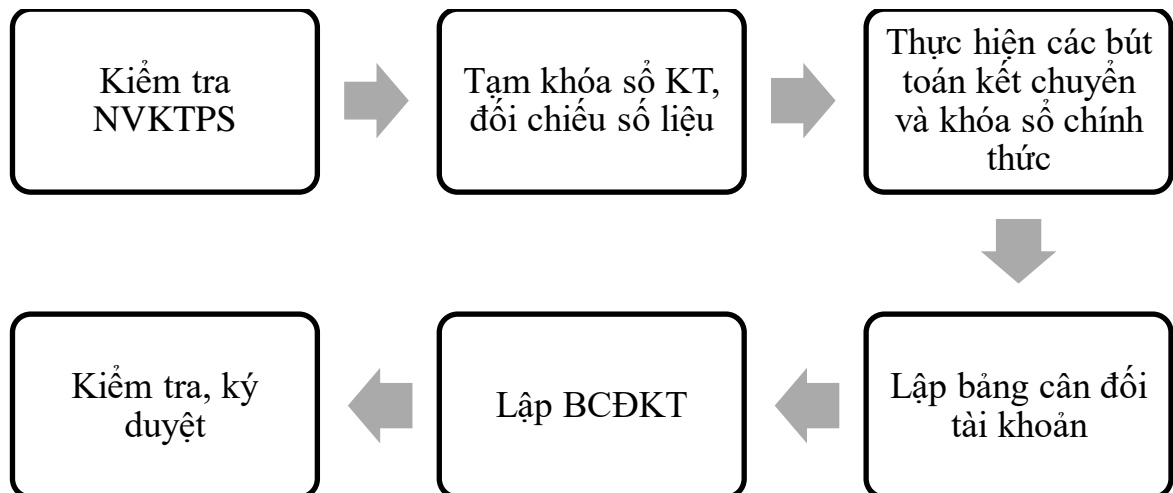 Kiểm tra
NVKTPS
Tạm khóa sổ KT,
đối chiếu số liệu
Thực hiện các bút
toán kết chuyển
và khóa sổ chính
thức
Lập bảng cân đối
tài khoản
Lập BCĐKT
Kiểm tra, ký
duyệt